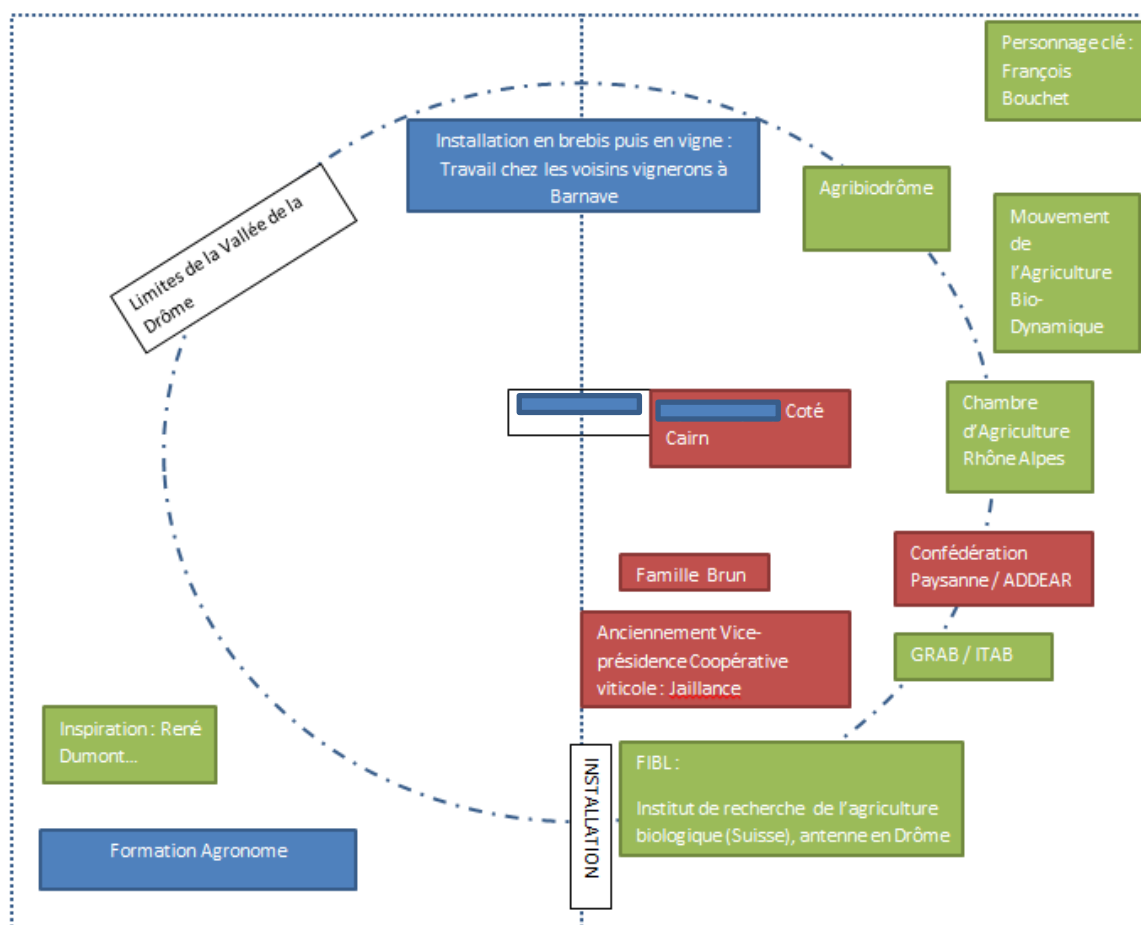 Personnage clé :
François
Bouchet
Installation en brebis puis en vigne :
Travail chez les voisins vignerons à
Barnave
Agribiodrôme
Limites de la Vallée de la
Drôme
Mouvement
de
l’Agriculture
Bio-
Dynamique
Chambre
d’Agriculture
Rhône Alpes
Coté
Cairn
Confédération
Paysanne / ADDEAR
Famille Brun
Anciennement Vice-
présidence Coopérative
viticole : Jaillance
GRAB / ITAB
Inspiration : René
Dumont...
INSTALLATION
FIBL :
Institut de recherche de l’agriculture
biologique (Suisse), antenne en Drôme
Formation Agronome